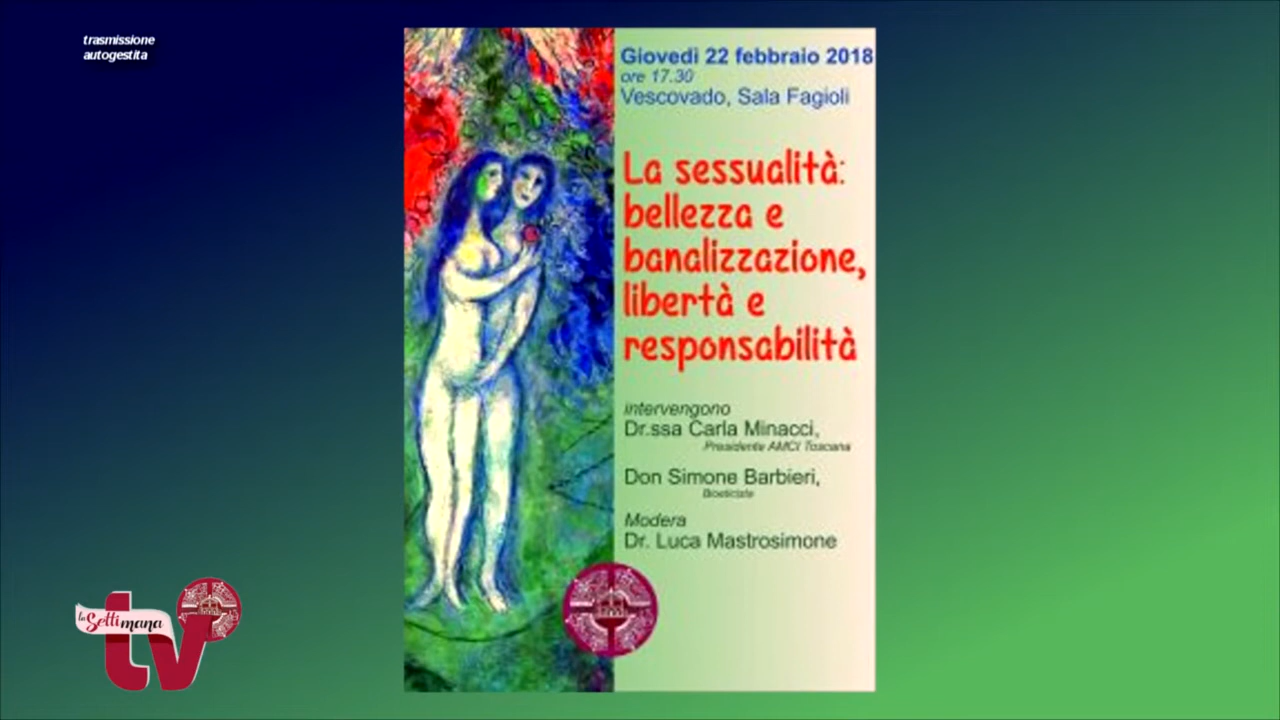 trasmissione
autogestita
Giovedì 22 febbraio 2018
ore 17.30
Vescovado, Sala Fagioli
La sessualità:
bellezza e
banalizzazione,
libertà e
responsabilità
intervengono
Dr.ssa Carla Minacci,
Presidente AMCI Toscana
Don Simone Barbieri,
Bioeticista
Modera
Dr. Luca Mastrosimone
la Settimana
tv